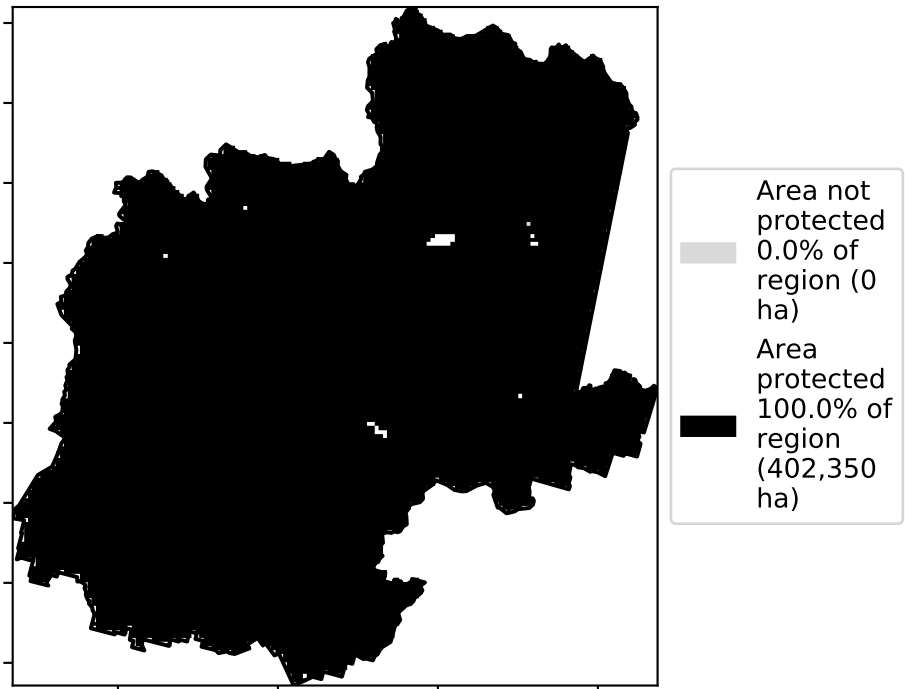 Area not
protected
0.0% of
region (0
ha)
Area
protected
100.0% of
region
(402,350
ha)